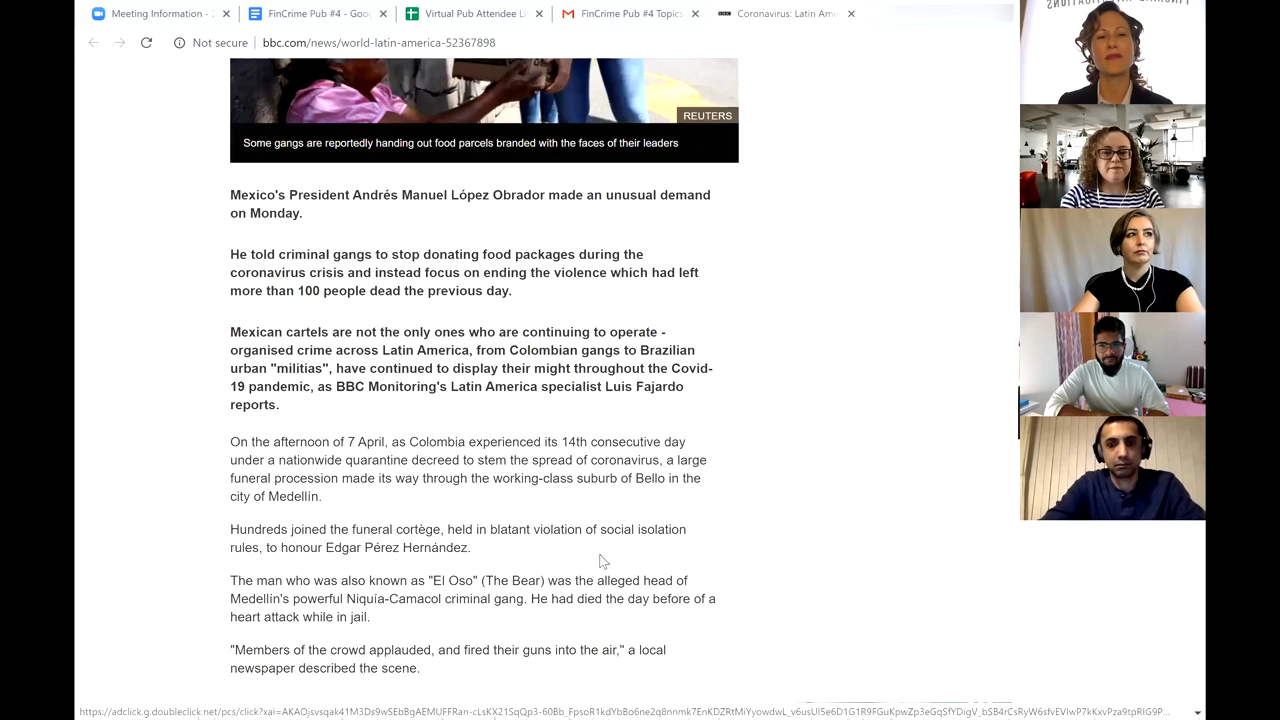 Meeting Information -
FinCrime Pub #4 - Goo
Virtual Pub Attendee Li
FinCrime Pub #4 Topics
BBC
Coronavirus: Latin Am
Not secure
bbc.com/news/world-latin-america-52367898
REUTERS
Some gangs are reportedly handing out food parcels branded with the faces of their leaders
Mexico's President Andrés Manuel López Obrador made an unusual demand
on Monday.
He told criminal gangs to stop donating food packages during the
coronavirus crisis and instead focus on ending the violence which had left
more than 100 people dead the previous day.
Mexican cartels are not the only ones who are continuing to operate -
organised crime across Latin America, from Colombian gangs to Brazilian
urban "militias", have continued to display their might throughout the Covid-
19 pandemic, as BBC Monitoring's Latin America specialist Luis Fajardo
reports.
On the afternoon of 7 April, as Colombia experienced its 14th consecutive day
under a nationwide quarantine decreed to stem the spread of coronavirus, a large
funeral procession made its way through the working-class suburb of Bello in the
city of Medellín.
Hundreds joined the funeral cortège, held in blatant violation of social isolation
rules, to honour Edgar Pérez Hernández.
The man who was also known as "El Oso" (The Bear) was the alleged head of
Medellín's powerful Niquía-Camacol criminal gang. He had died the day before of a
heart attack while in jail.
"Members of the crowd applauded, and fired their guns into the air," a local
newspaper described the scene.